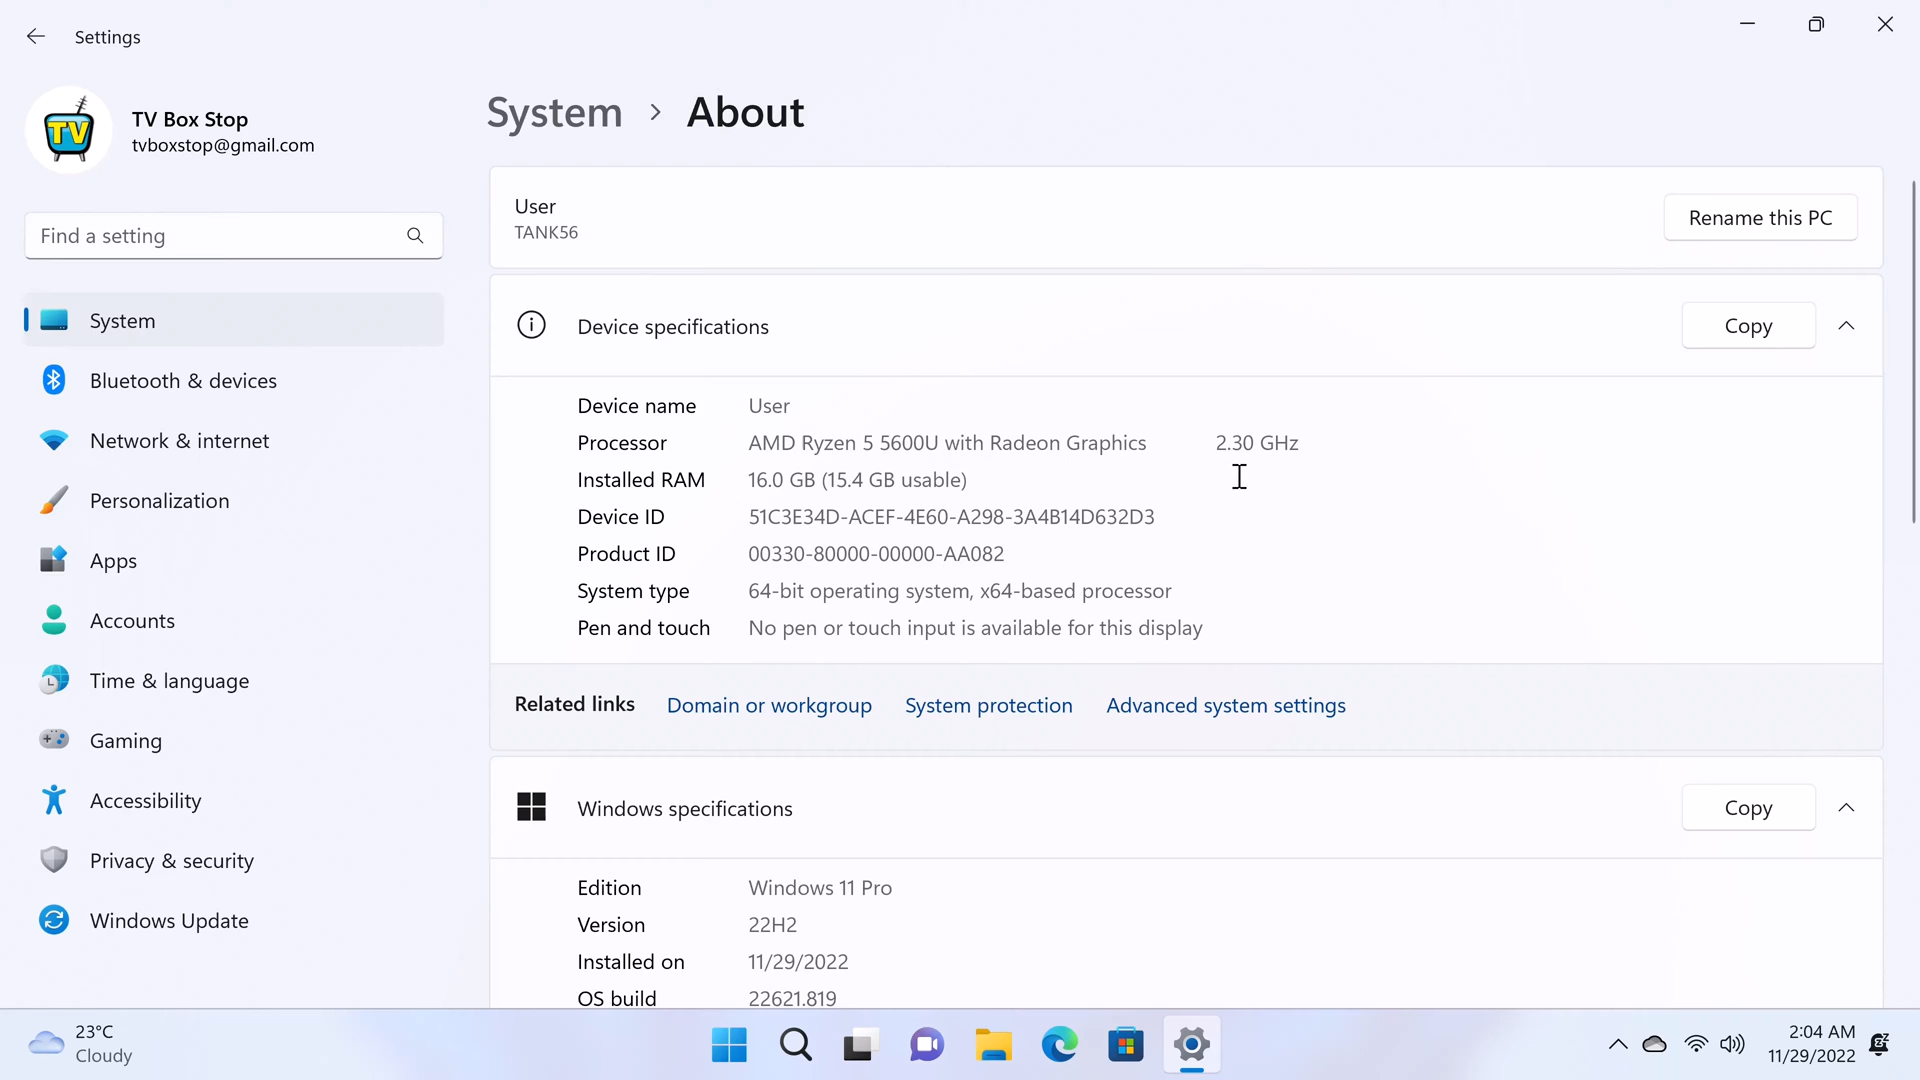 Settings
TV
TV Box Stop
tvboxstop@gmail.com
Find a setting
System
Bluetooth & devices
Network & internet
Personalization
Apps
Accounts
Time & language
Gaming
Accessibility
Privacy & security
Windows Update
System > About
User
TANK56
Rename this PC
Device specifications Copy
Device name User
Processor AMD Ryzen 5 5600U with Radeon Graphics 2.30 GHz
Installed RAM 16.0 GB (15.4 GB usable)
Device ID 51C3E34D-ACEF-4E60-A298-3A4B14D632D3
Product ID 00330-80000-00000-AA082
System type 64-bit operating system, x64-based processor
Pen and touch No pen or touch input is available for this display
Related links Domain or workgroup System protection Advanced system settings
Windows specifications Copy
Edition Windows 11 Pro
Version 22H2
Installed on 11/29/2022
OS build 22621.819
23°C
Cloudy
2:04 AM
11/29/2022